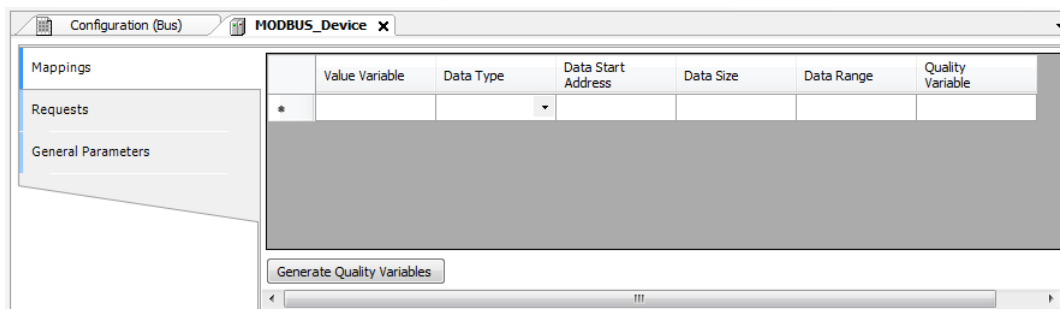 Configuration (Bus) MODBUS_Device X
Mappings
Requests
General Parameters
Value Variable Data Type Data Start Address Data Size Data Range Quality Variable
*
Generate Quality Variables